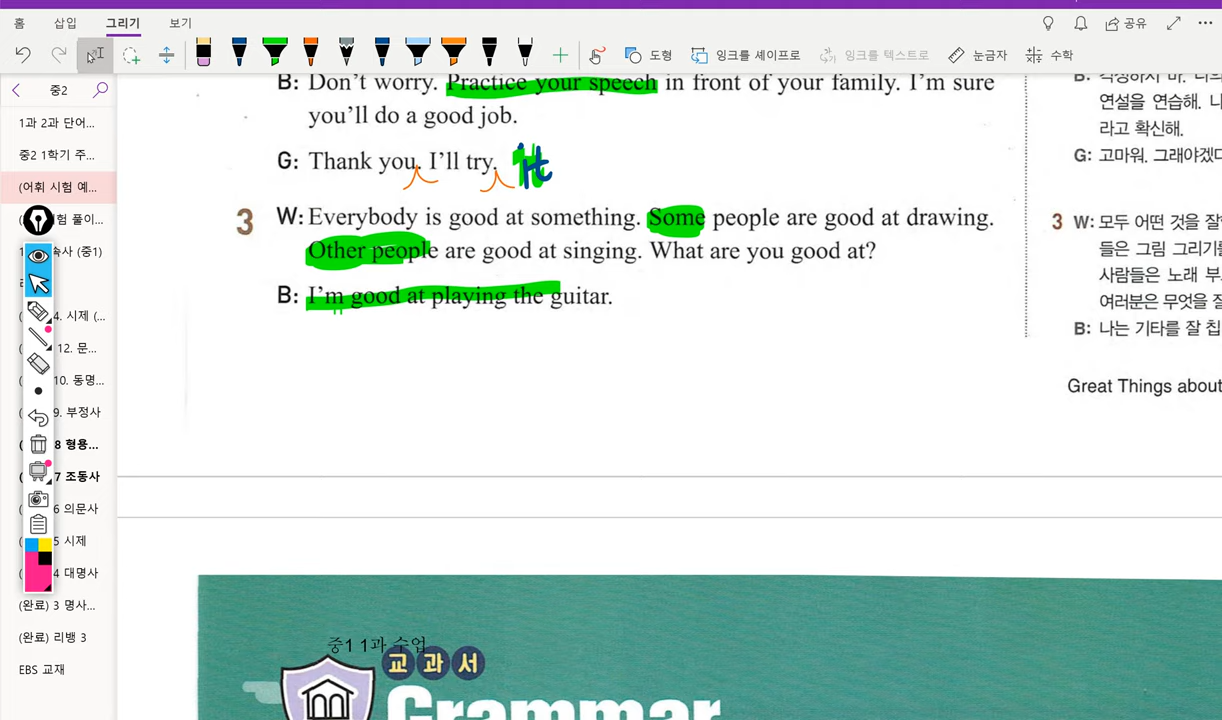 홈 삽입 그리기 보기 공유
도형 잉크를 셰이프로 잉크를 텍스트로 눈금자 수학
중2
1과 2과 단어...
중2 1학기 주...
(어휘 시험 예...
험 풀이...
속사 (중1)
4. 시제 (...
12. 문...
10. 동명...
9. 부정사
8 형용...
7 조동사
6 의문사
5 시제
4 대명사
(완료) 3 명사...
(완료) 리뱅 3
EBS 교재
B: Don't worry. Practice your speech in front of your family. I'm sure
you'll do a good job.
G: Thank you. I'll try. it
3 W: Everybody is good at something. Some people are good at drawing.
Other people are good at singing. What are you good at?
B: I'm good at playing the guitar.
B: 걱정하지 마. 너의
연설을 연습해. 나
라고 확신해.
G: 고마워. 그래야겠다
3 W: 모두 어떤 것을 잘
들은 그림 그리기를
사람들은 노래 부
여러분은 무엇을 잘
B: 나는 기타를 잘 칩
Great Things about
중1 1과 수업
교과서
Grammar